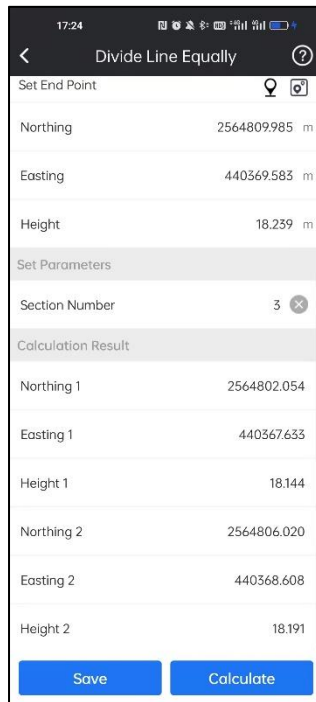 17:24
Divide Line Equally
Set End Point
Northing 2564809.985 m
Easting 440369.583 m
Height 18.239 m
Set Parameters
Section Number 3
Calculation Result
Northing 1 2564802.054
Easting 1 440367.633
Height 1 18.144
Northing 2 2564806.020
Easting 2 440368.608
Height 2 18.191
Save Calculate